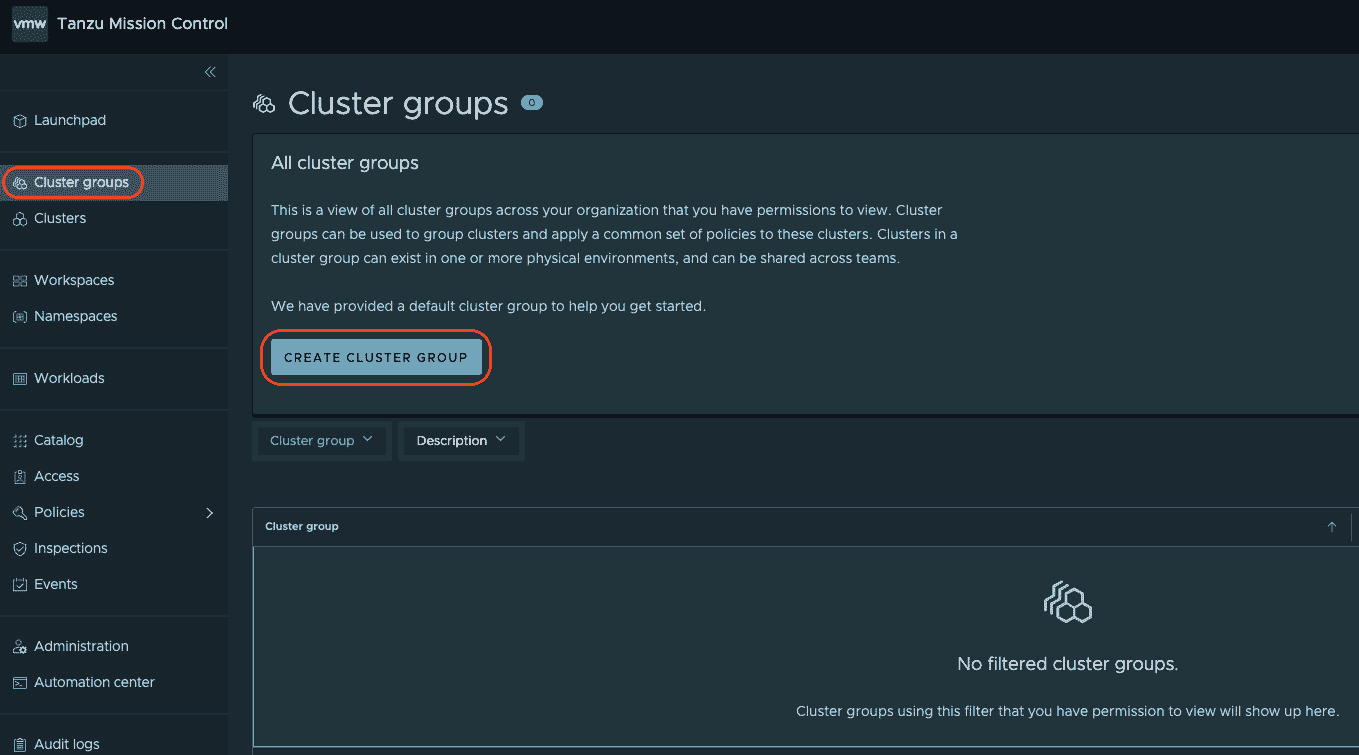 vmw Tanzu Mission Control
Launchpad
Cluster groups
Clusters
Workspaces
Namespaces
Workloads
Catalog
Access
Policies
Inspections
Events
Administration
Automation center
Audit logs
Cluster groups 0
All cluster groups
This is a view of all cluster groups across your organization that you have permissions to view. Cluster
groups can be used to group clusters and apply a common set of policies to these clusters. Clusters in a
cluster group can exist in one or more physical environments, and can be shared across teams.
We have provided a default cluster group to help you get started.
CREATE CLUSTER GROUP
Cluster group Description
Cluster group
No filtered cluster groups.
Cluster groups using this filter that you have permission to view will show up here.